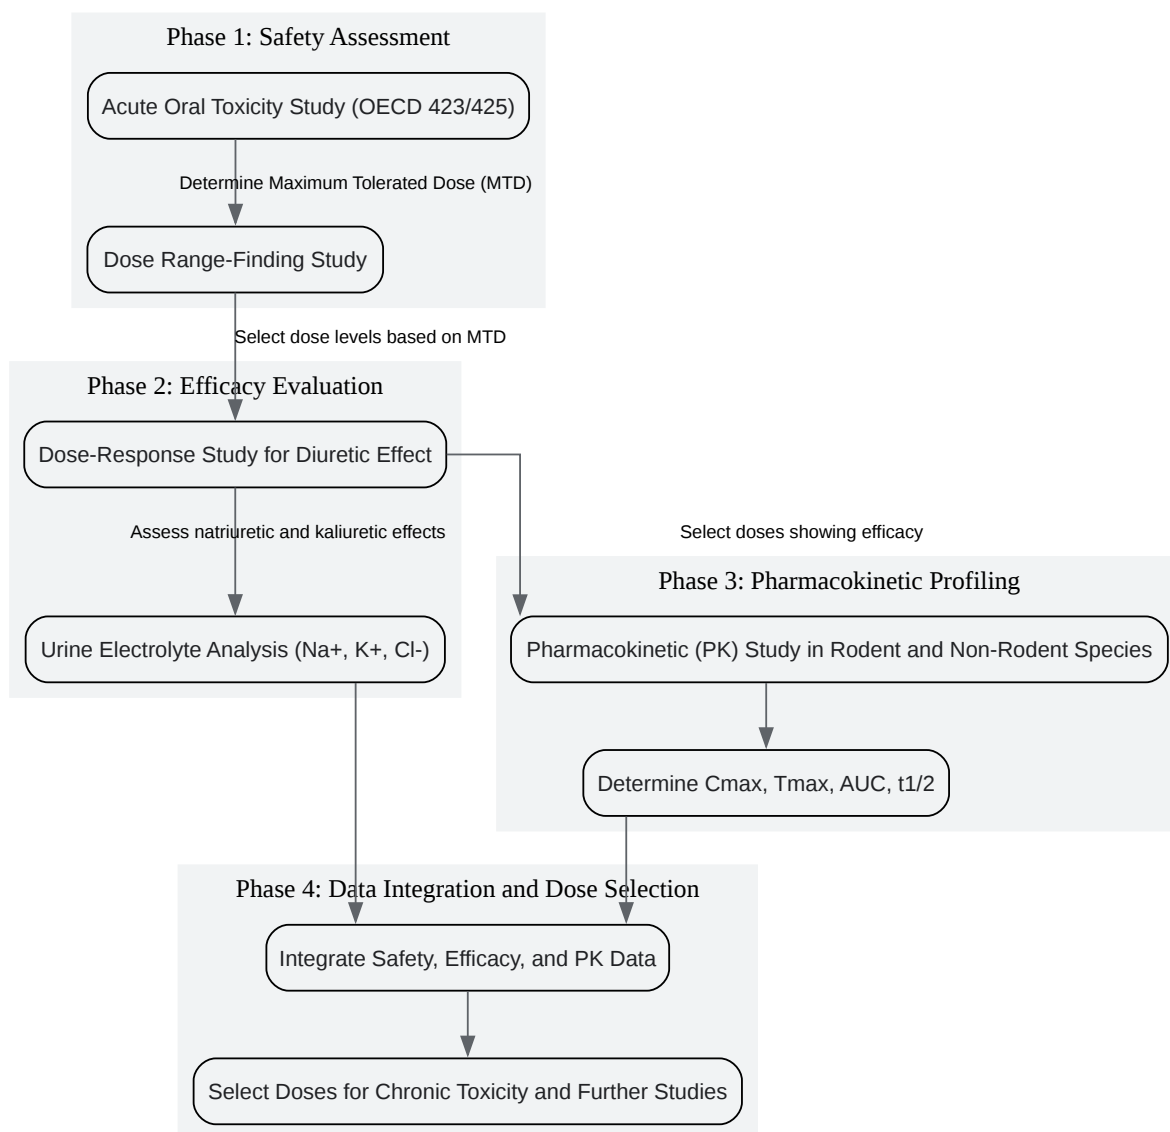 Phase 1: Safety Assessment
Acute Oral Toxicity Study (OECD 423/425)
Determine Maximum Tolerated Dose (MTD)
Dose Range-Finding Study
Select dose levels based on MTD
Phase 2: Efficacy Evaluation
Dose-Response Study for Diuretic Effect
Assess natriuretic and kaliuretic effects
Select doses showing efficacy
Phase 3: Pharmacokinetic Profiling
Urine Electrolyte Analysis (Na+, K+, Cl-)
Pharmacokinetic (PK) Study in Rodent and Non-Rodent Species
Determine Cmax, Tmax, AUC, t1/2
Phase 4: Data Integration and Dose Selection
Integrate Safety, Efficacy, and PK Data
Select Doses for Chronic Toxicity and Further Studies